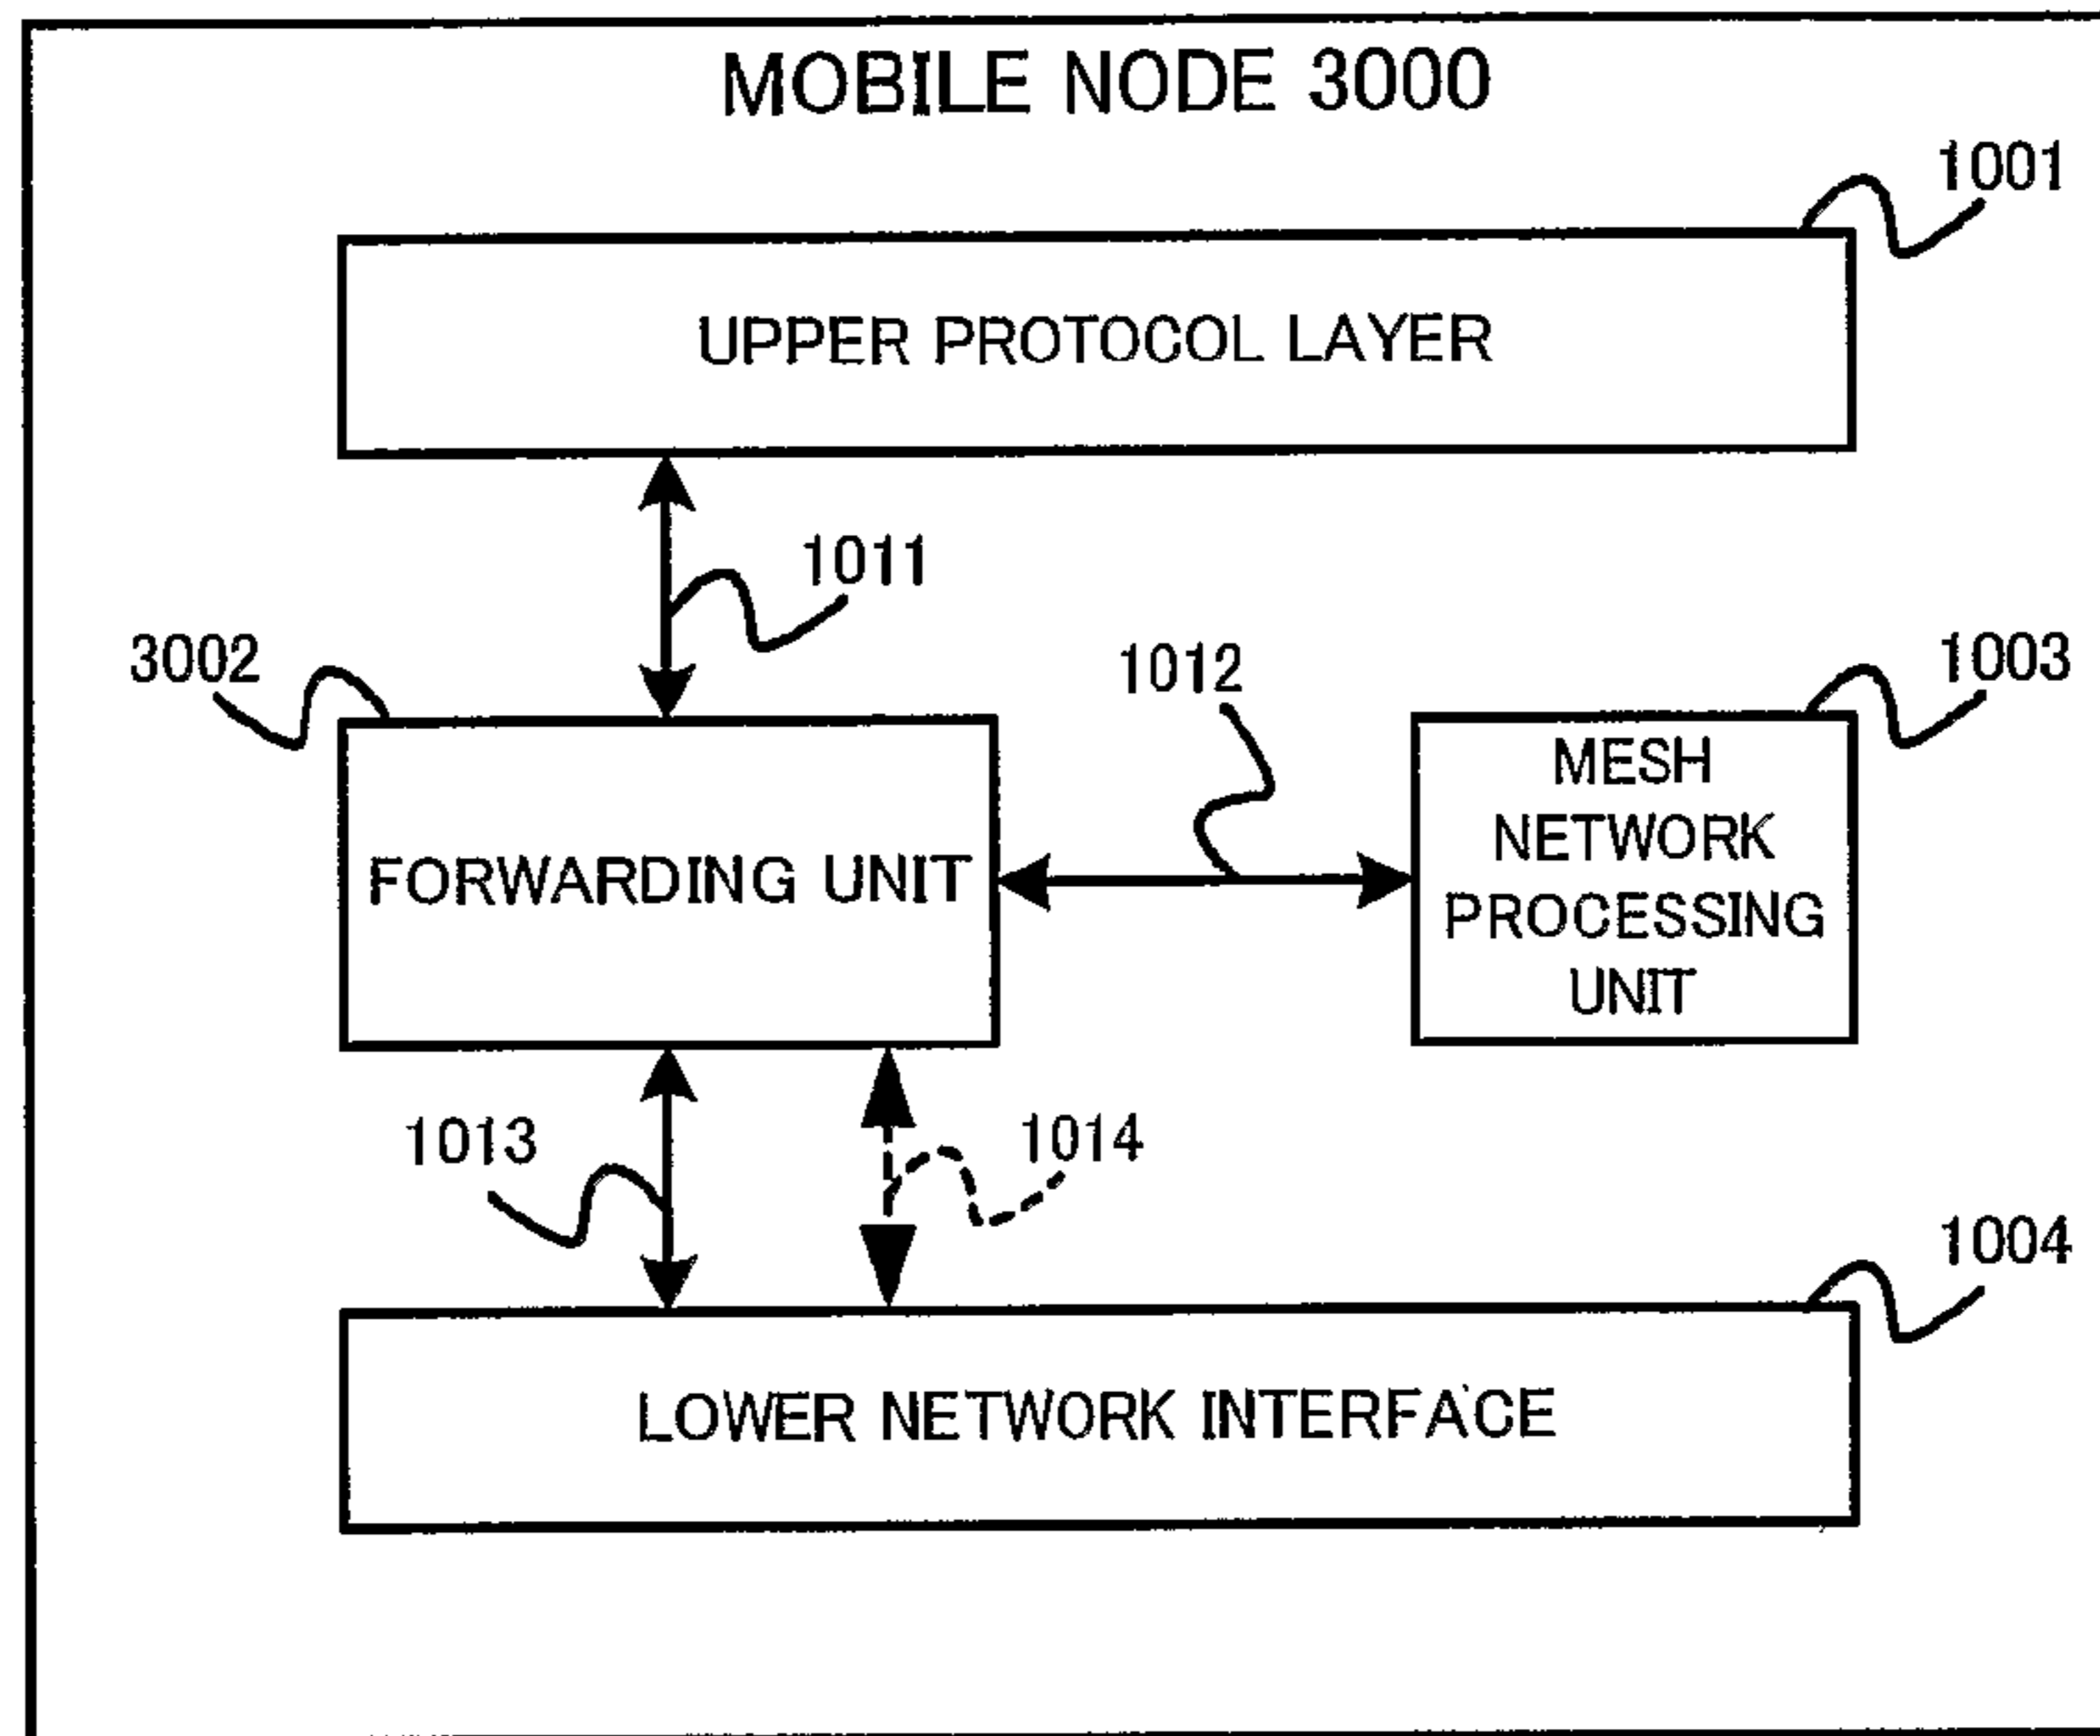 MOBILE NODE 3000
1001
UPPER PROTOCOL LAYER
1011
3002
1012
1003
MESH
NETWORK
PROCESSING
UNIT
FORWARDING UNIT
1013
1014
1004
LOWER NETWORK INTERFACE